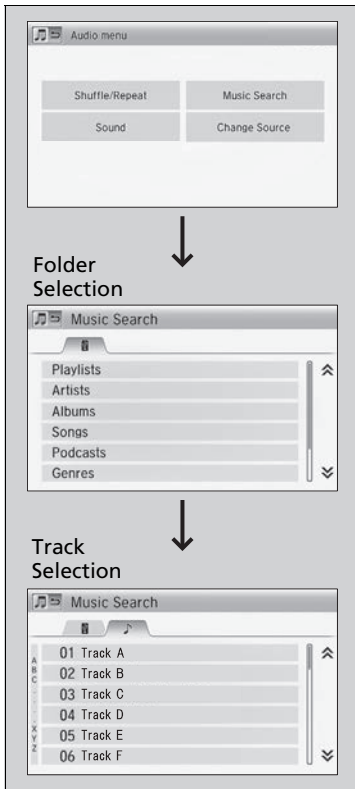 Audio menu
Shuffle/Repeat Music Search
Sound Change Source
Folder
Selection
Music Search
Playlists
Artists
Albums
Songs
Podcasts
Genres
Track
Selection
Music Search
A
B
C
01 Track A
02 Track B
03 Track C
04 Track D
05 Track E
06 Track F
X
Y
Z